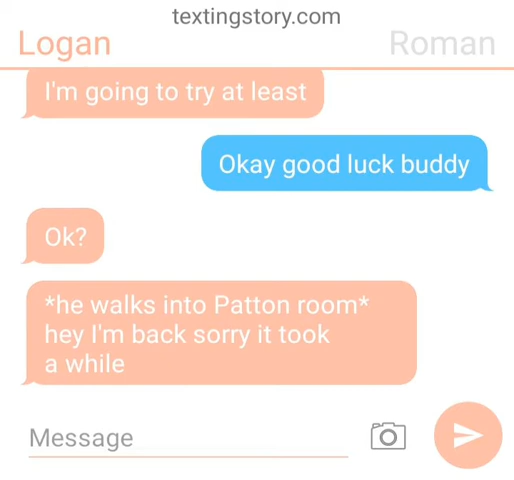 textingstory.com
Logan
Roman
I'm going to try at least
Okay good luck buddy
Ok?
*he walks into Patton room*
hey I'm back sorry it took
a while
Message